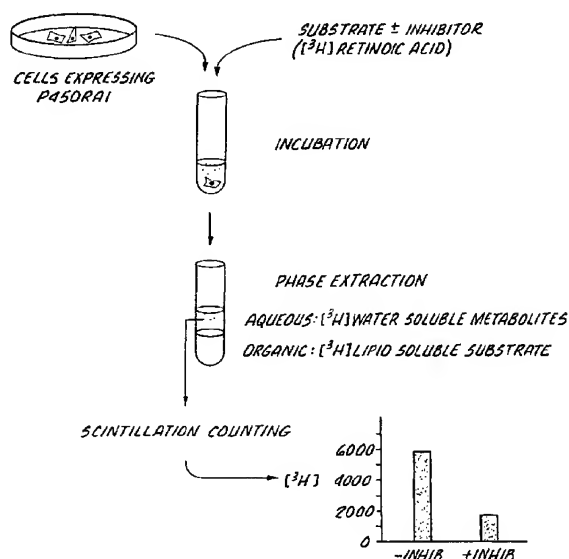 SUBSTRATE ± INHIBITOR
([³H] RETINOIC ACID)
CELLS EXPRESSING
P450RAI
INCUBATION
PHASE EXTRACTION
AQUEOUS: [³H] WATER SOLUBLE METABOLITES
ORGANIC: [³H] LIPID SOLUBLE SUBSTRATE
SCINTILLATION COUNTING
[³H]
6000
4000
2000
0
-INHIB +INHIB